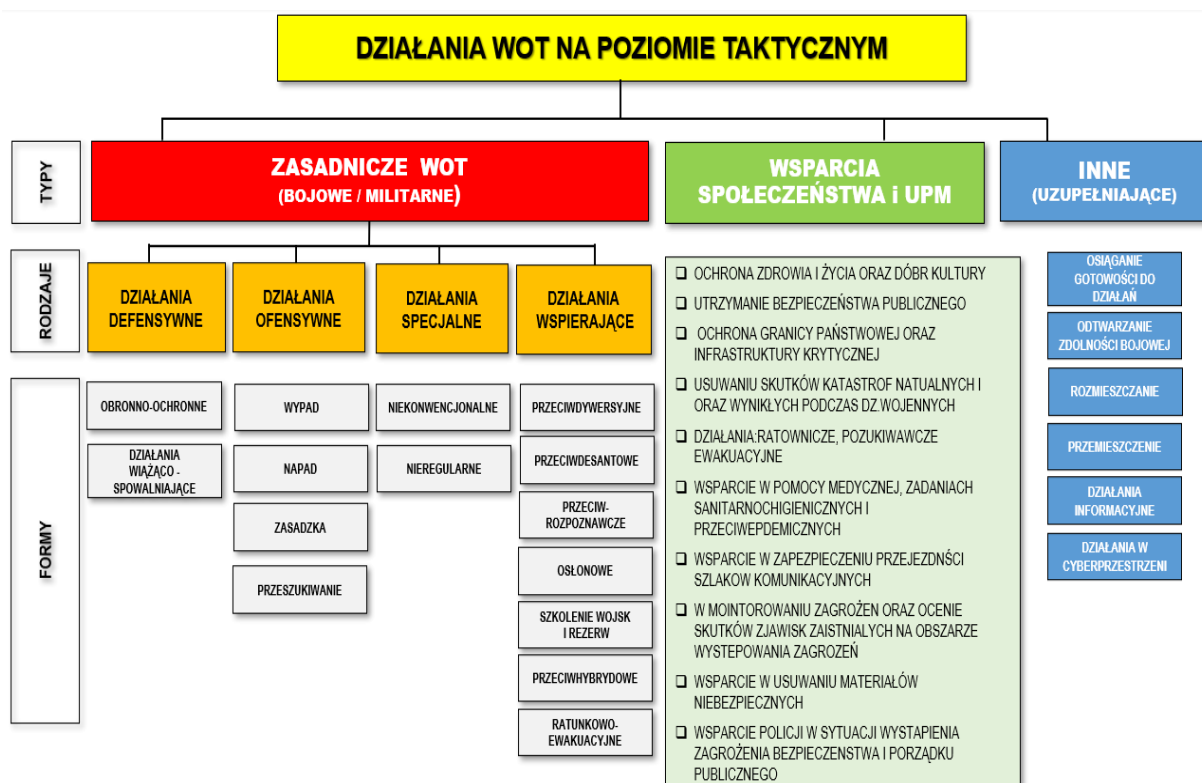 DZIAŁANIA WOT NA POZIOMIE TAKTYCZNYM
TYPY
ZASADNICZE WOT
(BOJOWE / MILITARNE)
WSPARCIA
SPOŁECZEŃSTWA i UPM
INNE
(UZUPEŁNIAJĄCE)
RODZAJE
DZIAŁANIA
DEFENSYWNE
DZIAŁANIA
OFENSYWNE
DZIAŁANIA
SPECJALNE
DZIAŁANIA
WSPIERAJĄCE
FORMY
OBRONNO-OCHRONNE
DZIAŁANIA
WIĄŻĄCO -
SPOWALNIAJĄCE
WYPAD
NAPAD
ZASADZKA
PRZESZUKIWANIE
NIEKONWENCJONALNE
NIEREGULARNE
PRZECIWDYWERSYJNE
PRZECIWDESANTOWE
PRZECIW-
ROZPOZNAWCZE
OSŁONOWE
SZKOLENIE WOJSK
I REZERW
PRZECIWHYBRYDOWE
RATUNKOWO-
EWAKUACYJNE
OCHRONA ZDROWIA I ŻYCIA ORAZ DÓBR KULTURY
UTRZYMANIE BEZPIECZEŃSTWA PUBLICZNEGO
OCHRONA GRANICY PAŃSTWOWEJ ORAZ
INFRASTRUKTURY KRYTYCZNEJ
USUWANIU SKUTKÓW KATASTROF NATUALNYCH I
ORAZ WYNIKŁYCH PODCZAS DZ.WOJENNYCH
DZIAŁANIA:RATOWNICZE, POZUKIWAWCZE
EWAKUACYJNE
WSPARCIE W POMOCY MEDYCZNEJ, ZADANIACH
SANITARNOCHIGIENICZNYCH I
PRZECIWEPDEMICZNYCH
WSPARCIE W ZAPEZPIECZENIU PRZEJEZDNŚCI
SZLAKOW KOMUNIKACYJNYCH
W MOINTOROWANIU ZAGROŻEN ORAZ OCENIE
SKUTKÓW ZJAWISK ZAISTNIALYCH NA OBSZARZE
WYSTEPOWANIA ZAGROZEŃ
WSPARCIE W USUWANIU MATERIAŁÓW
NIEBEZPIECZNYCH
WSPARCIE POLICJI W SYTUACJI WYSTAPIENIA
ZAGROŻENIA BEZPIECZENSTWA I PORZĄDKU
PUBLICZNEGO
OSIĄGANIE
GOTOWOŚCI DO
DZIAŁAŃ
ODTWARZANIE
ZDOLNOŚCI BOJOWEJ
ROZMIESZCZANIE
PRZEMIESZCZENIE
DZIAŁANIA
INFORMACYJNE
DZIAŁANIA W
CYBERPRZESTRZENI